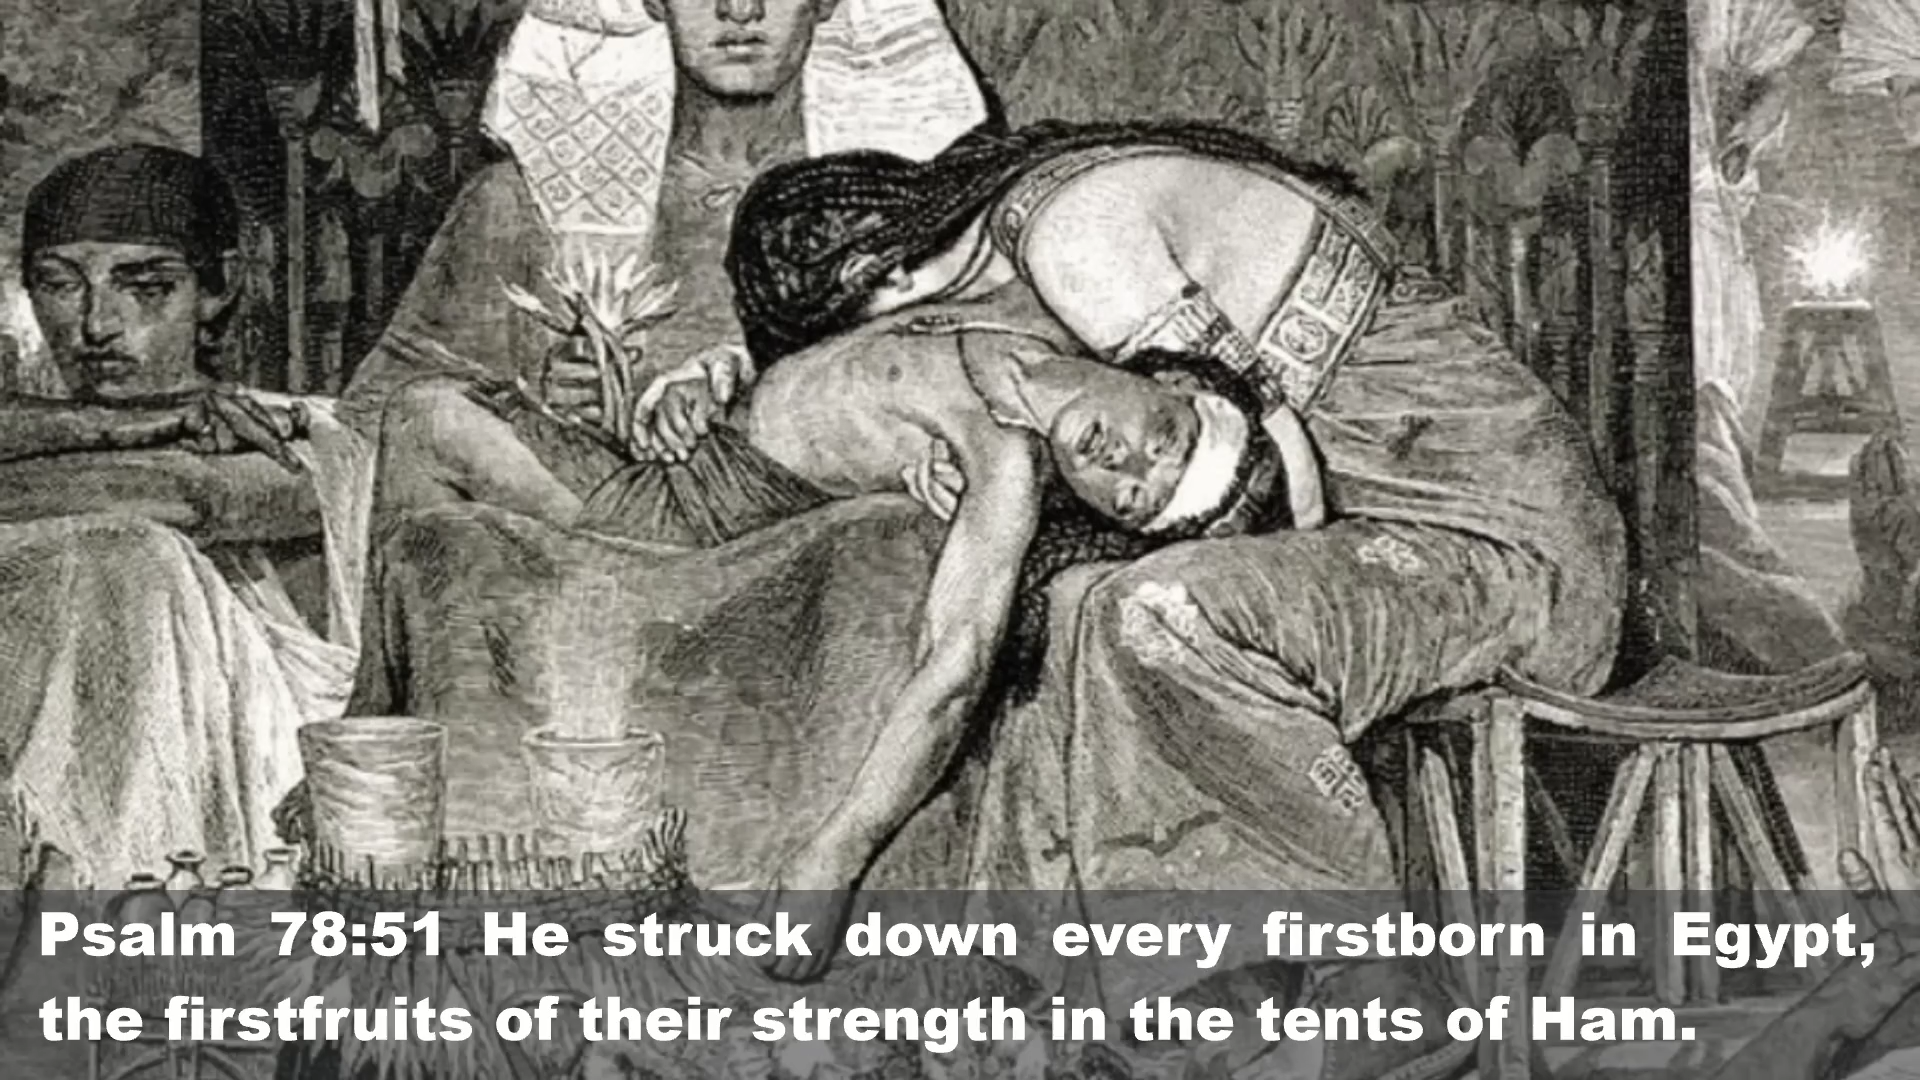 Psalm 78:51 He struck down every firstborn in Egypt,
the firstfruits of their strength in the tents of Ham.